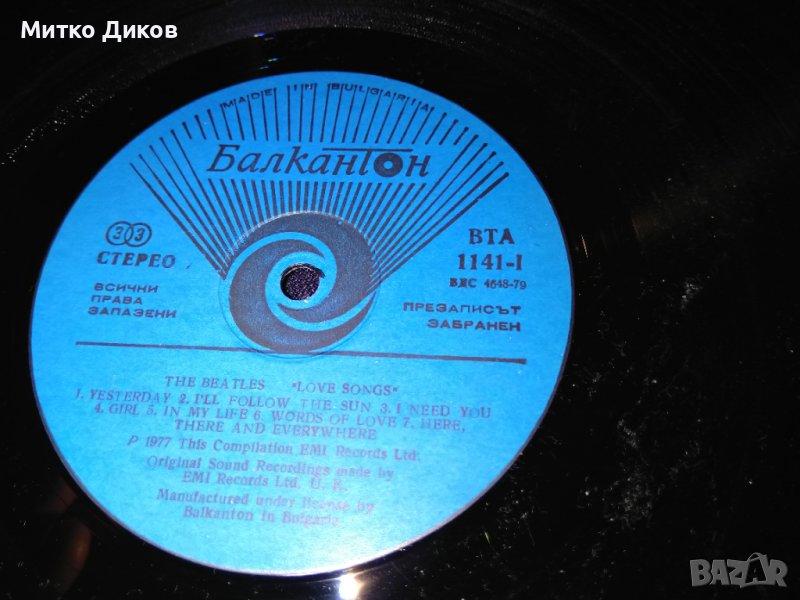 Митко Диков
MADE IN BULGARIA
Балкантон
33
СТЕРЕО
ВТА
1141-I
ВДС 4648-79
ВСИЧКИ
ПРАВА
ЗАПАЗЕНИ
ПРЕЗАПИСЪТ
ЗАБРАНЕН
THE BEATLES "LOVE SONGS"
1. YESTERDAY 2. I'LL FOLLOW THE SUN 3. I NEED YOU
4. GIRL 5. IN MY LIFE 6. WORDS OF LOVE 7. HERE,
THERE AND EVERYWHERE
P 1977 This Compilation EMI Records Ltd.
Original Sound Recordings made by
EMI Records Ltd. U. K.
Manufactured under license by
Balkanton in Bulgaria
BAZAR